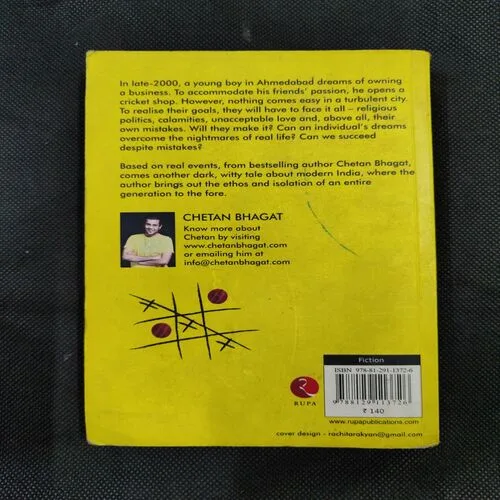 In late-2000, a young boy in Ahmedabad dreams of owning
a business. To accommodate his friends' passion, he opens a
cricket shop. However, nothing comes easy in a turbulent city.
To realise their goals, they will have to face it all – religious
politics, calamities, unacceptable love and, above all, their
own mistakes. Will they make it? Can an individual's dreams
overcome the nightmares of real life? Can we succeed
despite mistakes?
Based on real events, from bestselling author Chetan Bhagat,
comes another dark, witty tale about modern India, where the
author brings out the ethos and isolation of an entire
generation to the fore.
CHETAN BHAGAT
Know more about
Chetan by visiting
www.chetanbhagat.com
or emailing him at
info@chetanbhagat.com
Fiction
ISBN 978-81-291-1372-6
9 788129 113726
₹ 140
RUPA
www.rupapublications.com
cover design - rachitarakyan@gmail.com